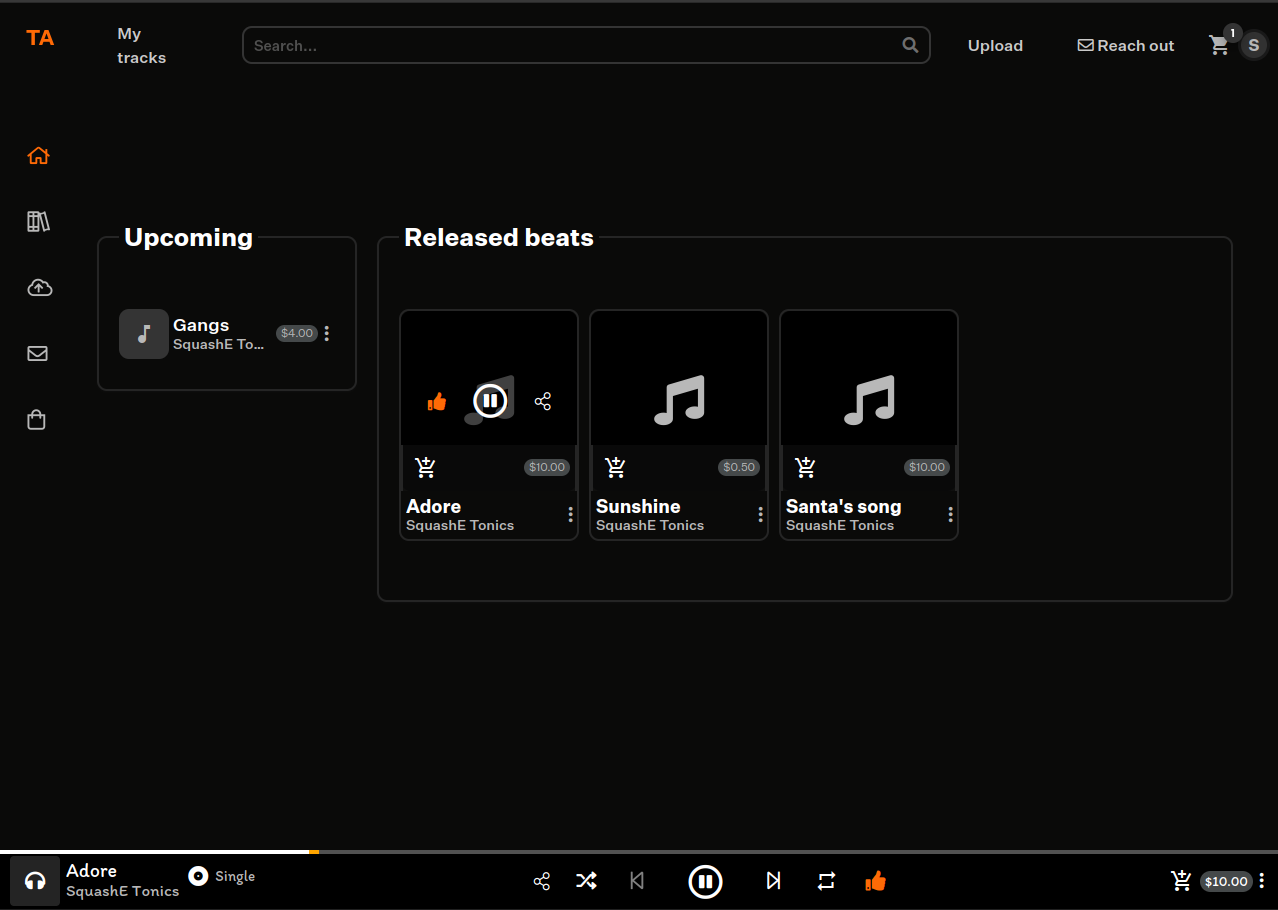 TA
My
tracks
Search...
Upload
Reach out
1
S
Upcoming
Released beats
Gangs
SquashE To...
$4.00
$10.00
$0.50
$10.00
Adore
SquashE Tonics
Sunshine
SquashE Tonics
Santa's song
SquashE Tonics
Adore
SquashE Tonics
Single
$10.00